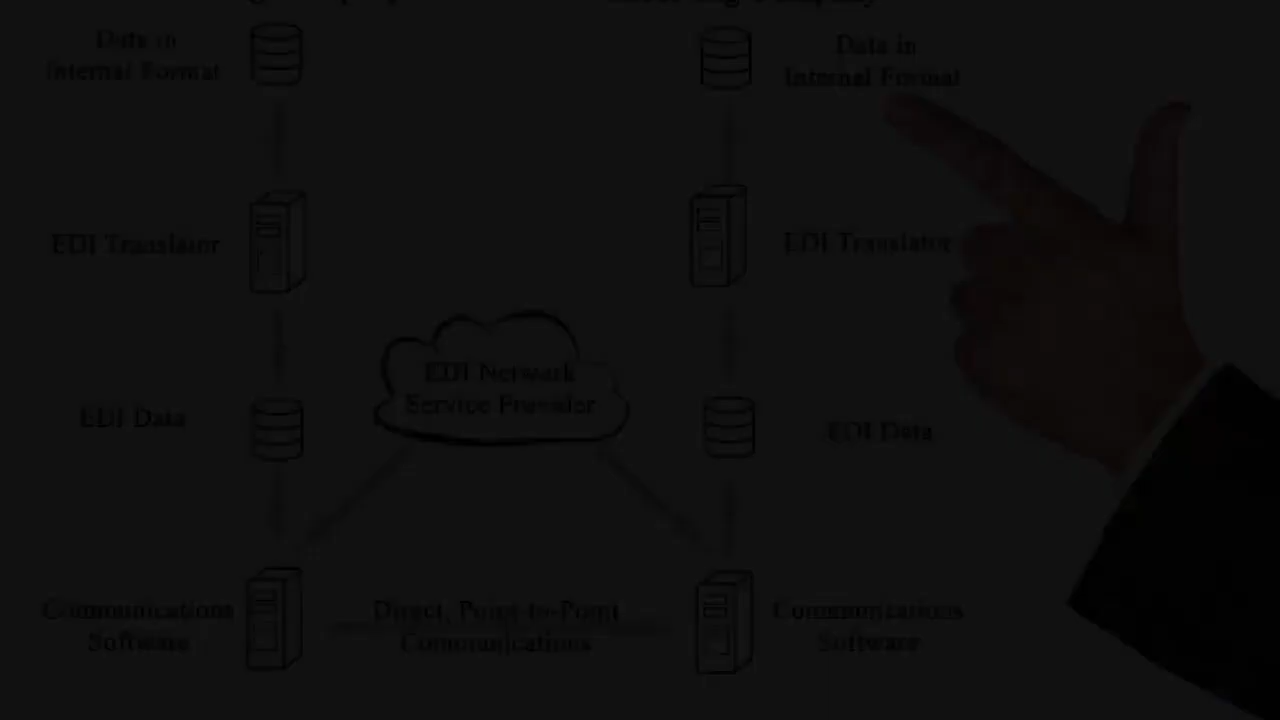 Data in
Internal Format
Data in
Internal Format
EDI Translator
EDI Translator
EDI Network
Service Provider
EDI Data
EDI Data
Communications
Software
Direct, Point-to-Point
Communications
Communications
Software